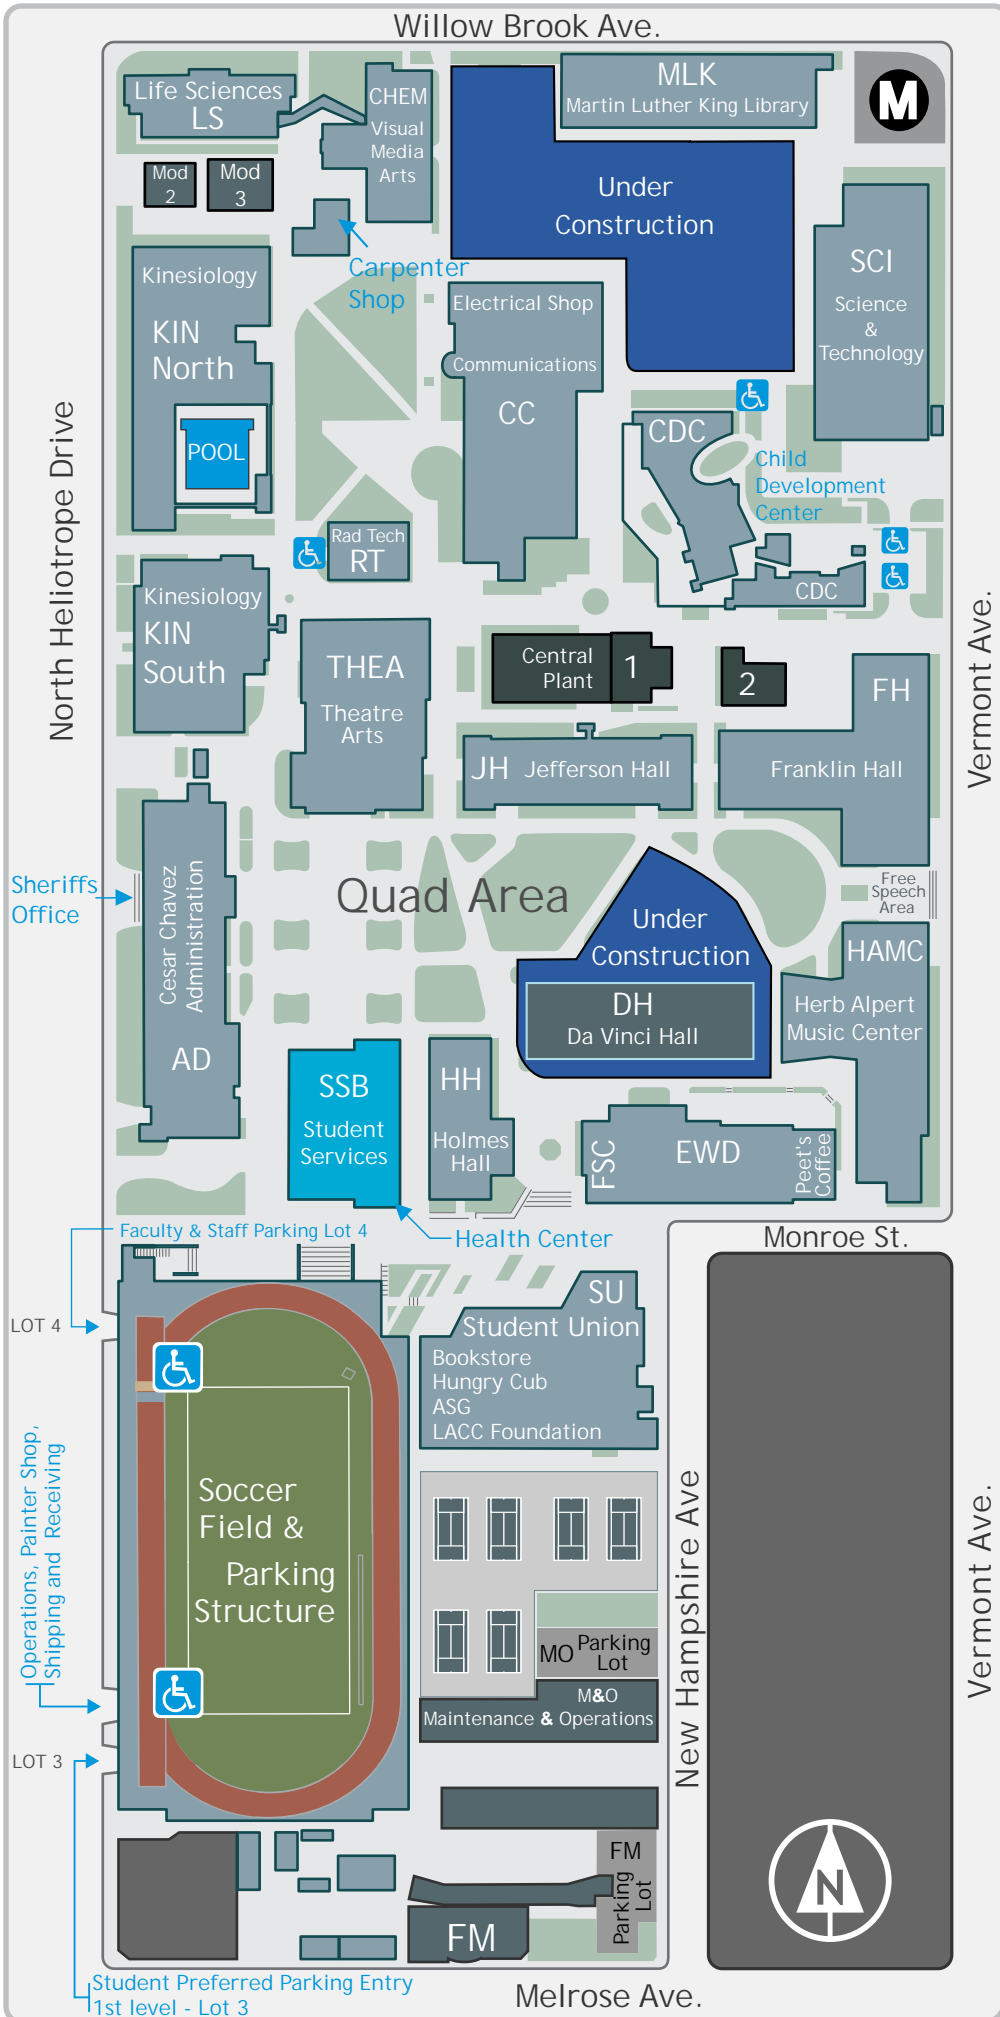 Willow Brook Ave.
Life Sciences
LS
CHEM
Visual
Media
Arts
MLK
Martin Luther King Library
M
Mod
2
Mod
3
Under
Construction
Carpenter
Shop
Kinesiology
KIN
North
POOL
Electrical Shop
Communications
CC
SCI
Science
&
Technology
CDC
Child
Development
Center
CDC
North Heliotrope Drive
Rad Tech
RT
Kinesiology
KIN
South
THEA
Theatre
Arts
Central
Plant
1
2
FH
Franklin Hall
JH Jefferson Hall
Vermont Ave.
Sheriffs
Office
Cesar Chavez
Administration
AD
Quad Area
Under
Construction
DH
Da Vinci Hall
Free
Speech
Area
HAMC
Herb Alpert
Music Center
SSB
Student
Services
HH
Holmes
Hall
FSC
EWD
Peet's
Coffee
Health Center
Faculty & Staff Parking Lot 4
Monroe St.
LOT 4
SU
Student Union
Bookstore
Hungry Cub
ASG
LACC Foundation
Operations, Painter Shop,
Shipping and Receiving
Soccer
Field &
Parking
Structure
New Hampshire Ave
Vermont Ave.
MO Parking
Lot
M&O
Maintenance & Operations
LOT 3
FM
Parking
Lot
FM
N
Student Preferred Parking Entry
1st level - Lot 3
Melrose Ave.